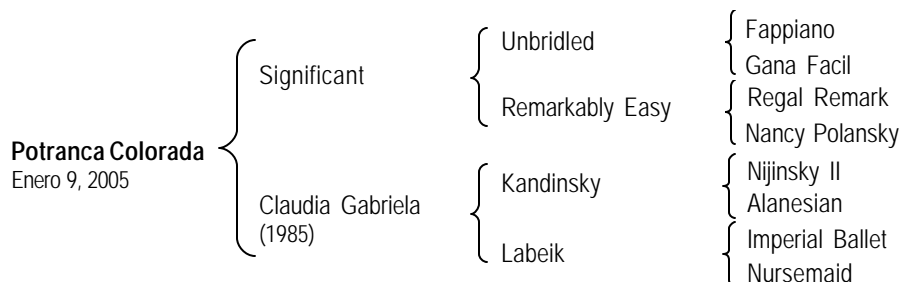 Potranca Colorada
Enero 9, 2005
Significant
Claudia Gabriela
(1985)
Unbridled
Remarkably Easy
Kandinsky
Labeik
Fappiano
Gana Facil
Regal Remark
Nancy Polansky
Nijinsky II
Alanesian
Imperial Ballet
Nursemaid